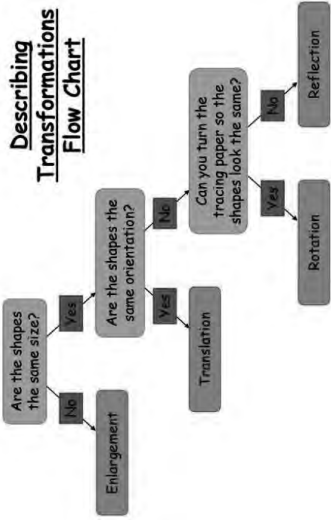 Describing
Transformations
Flow Chart
Are the shapes
the same size?
No
Yes
Enlargement
Are the shapes the
same orientation?
Yes
No
Translation
Can you turn the
tracing paper so the
shapes look the same?
Yes
No
Rotation
Reflection